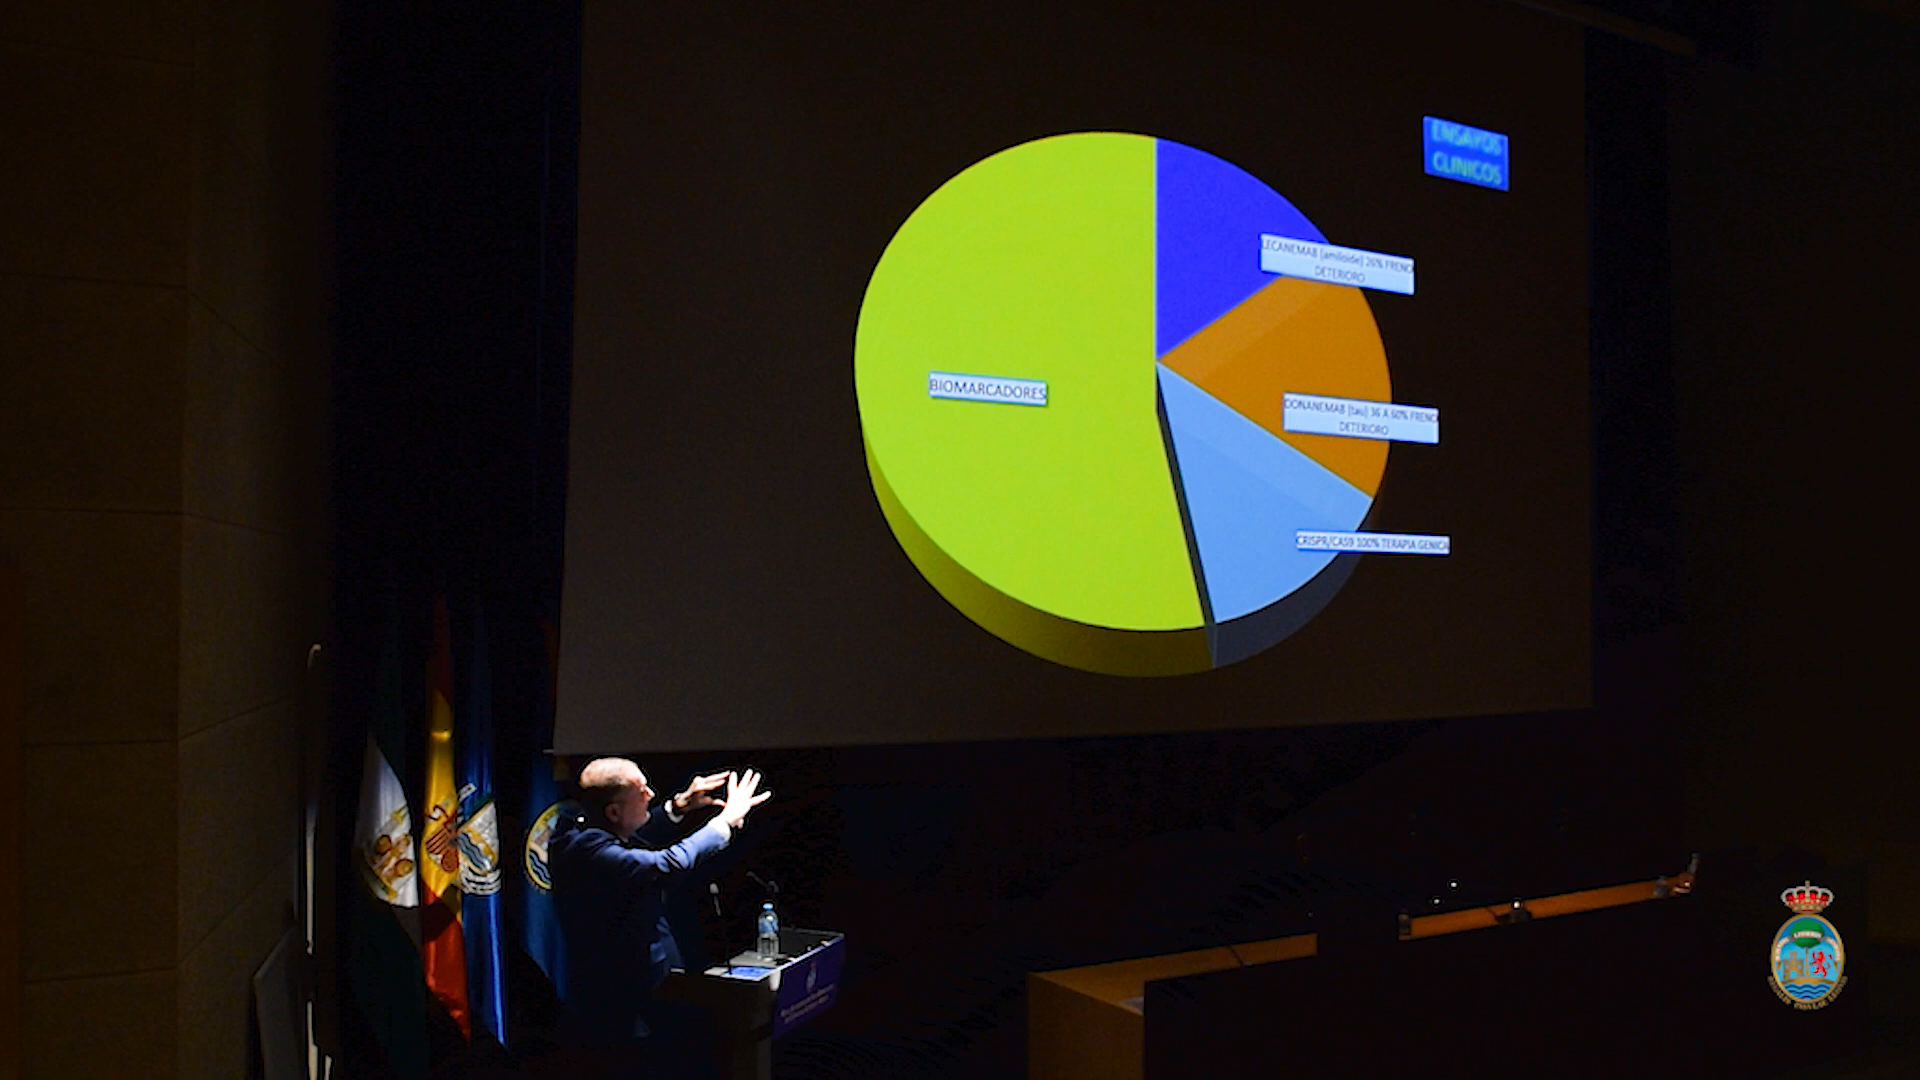 ENSAYOS
CLINICOS
LECANEMAB (amiloide) 26% FRENO
DETERIORO
BIOMARCADORES
DONANEMAB (tau) 36 A 60% FRENO
DETERIORO
CRISPR/CAS9 100% TERAPIA GENICA